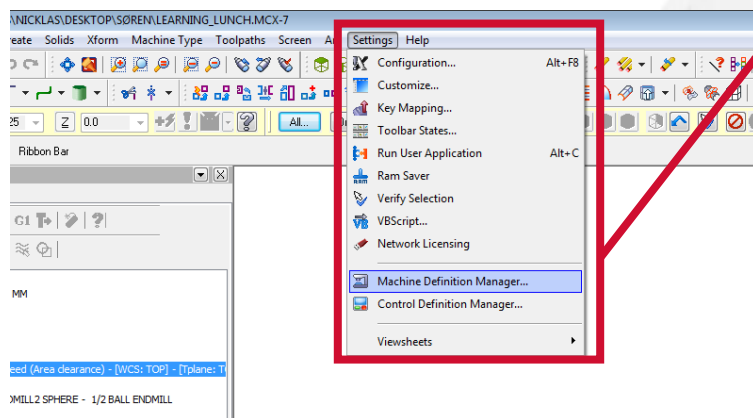 \NICKLAS\DESKTOP\SØREN\LEARNING_LUNCH.MCX-7
reate Solids Xform Machine Type Toolpaths Screen A Settings Help
Configuration... Alt+F8
Customize...
Key Mapping...
Toolbar States...
Run User Application Alt+C
Ram Saver
Verify Selection
VBScript...
Network Licensing
Machine Definition Manager...
Control Definition Manager...
Viewsheets
25 Z 0.0 All...
Ribbon Bar
G1
MM
eed (Area clearance) - [WCS: TOP] - [Tplane: T
OMILL2 SPHERE - 1/2 BALL ENDMILL